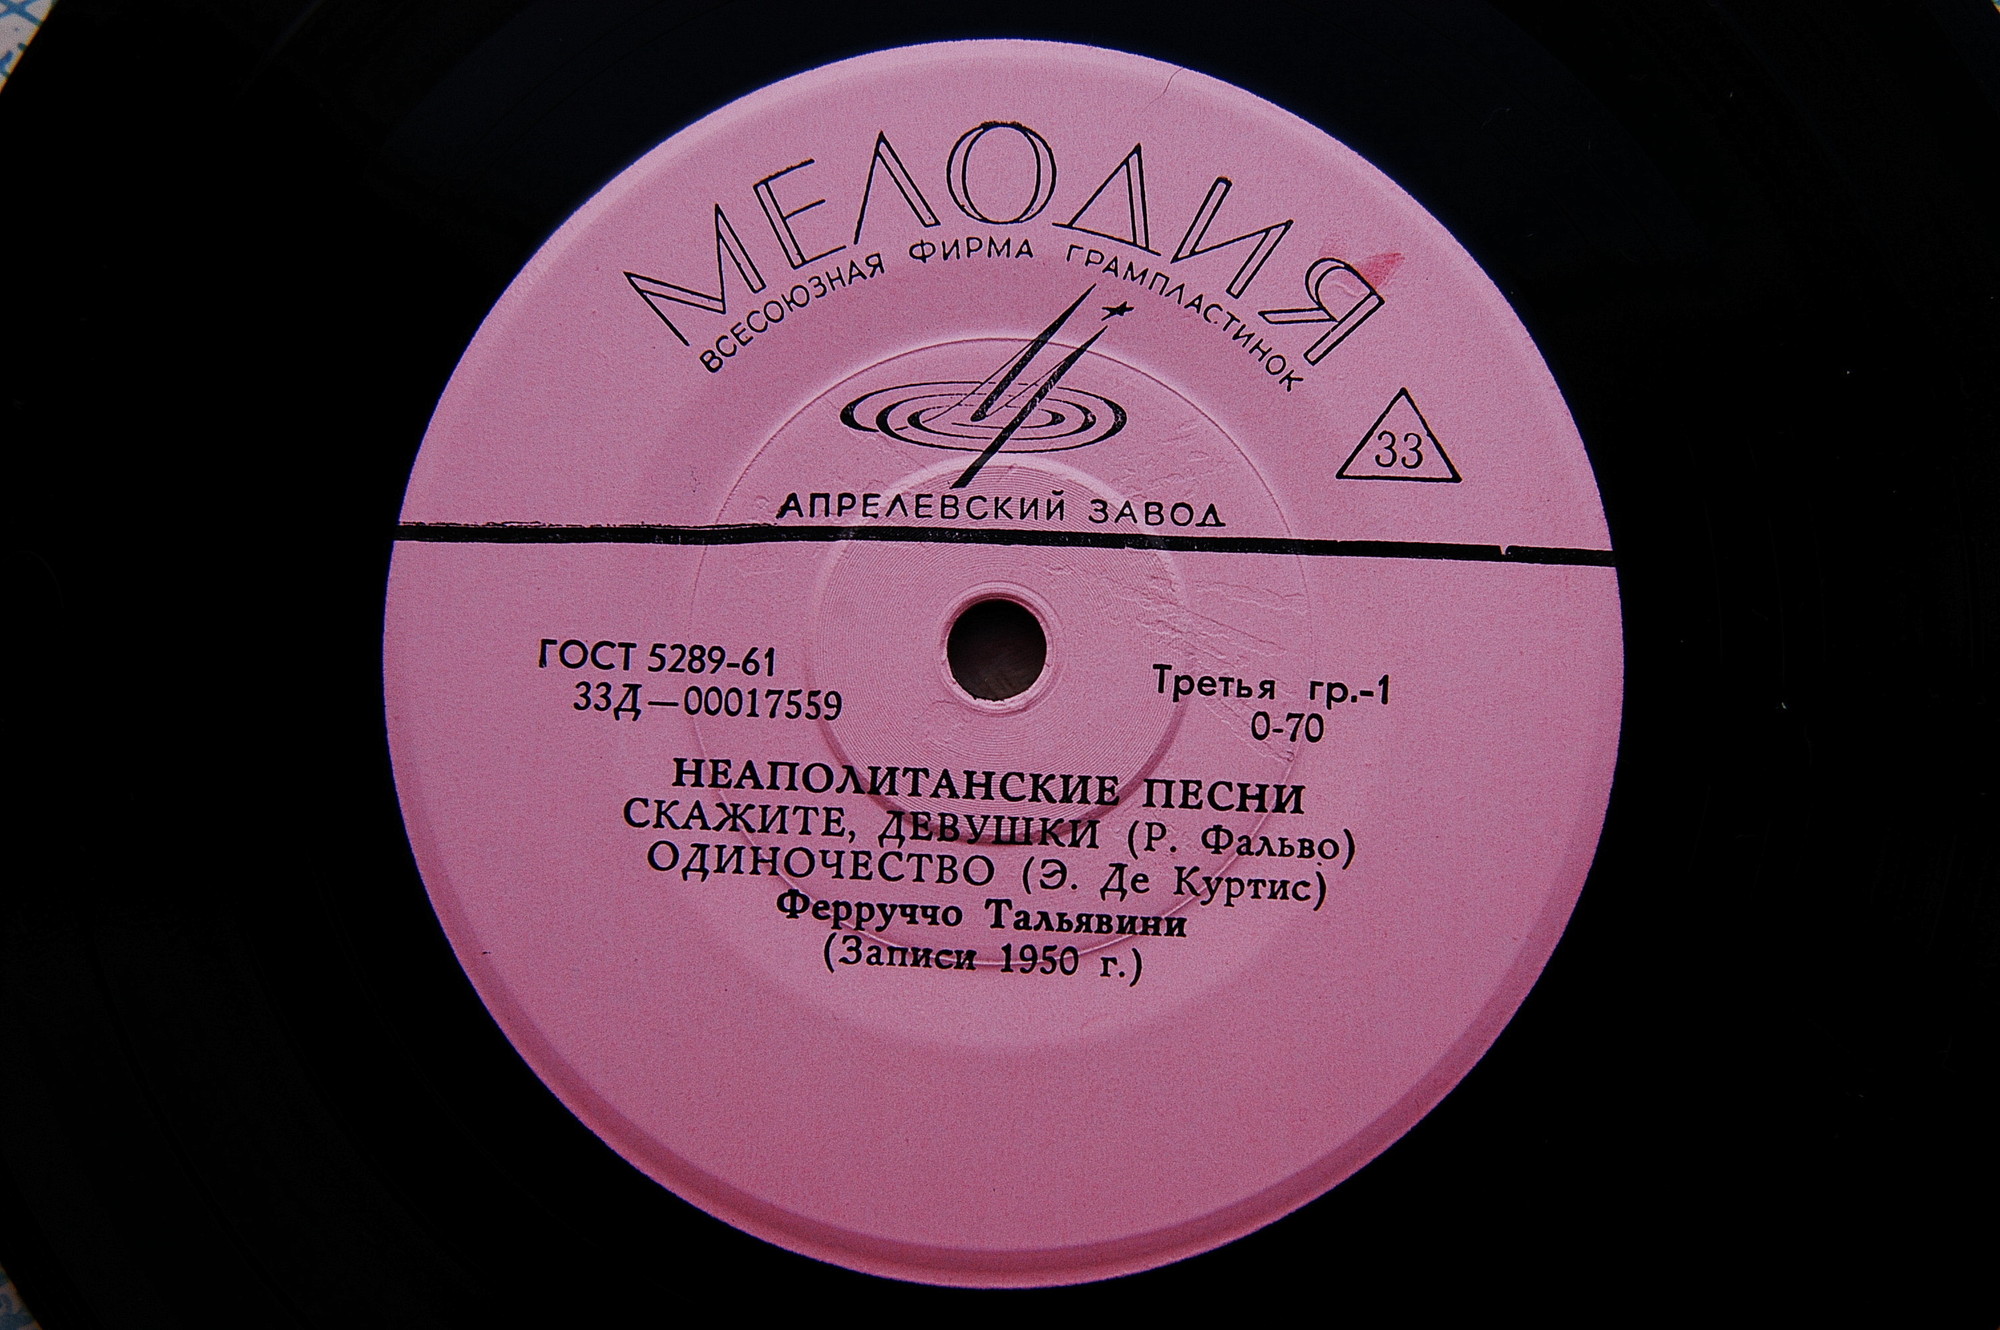 МЕЛОДИЯ
ВСЕСОЮЗНАЯ ФИРМА ГРАМПЛАСТИНОК
33
АПРЕЛЕВСКИЙ ЗАВОД
ГОСТ 5289-61
33Д—00017559
Третья гр.-1
0-70
НЕАПОЛИТАНСКИЕ ПЕСНИ
СКАЖИТЕ, ДЕВУШКИ (Р. Фальво)
ОДИНОЧЕСТВО (Э. Де Куртис)
Ферруччо Тальявини
(Записи 1950 г.)